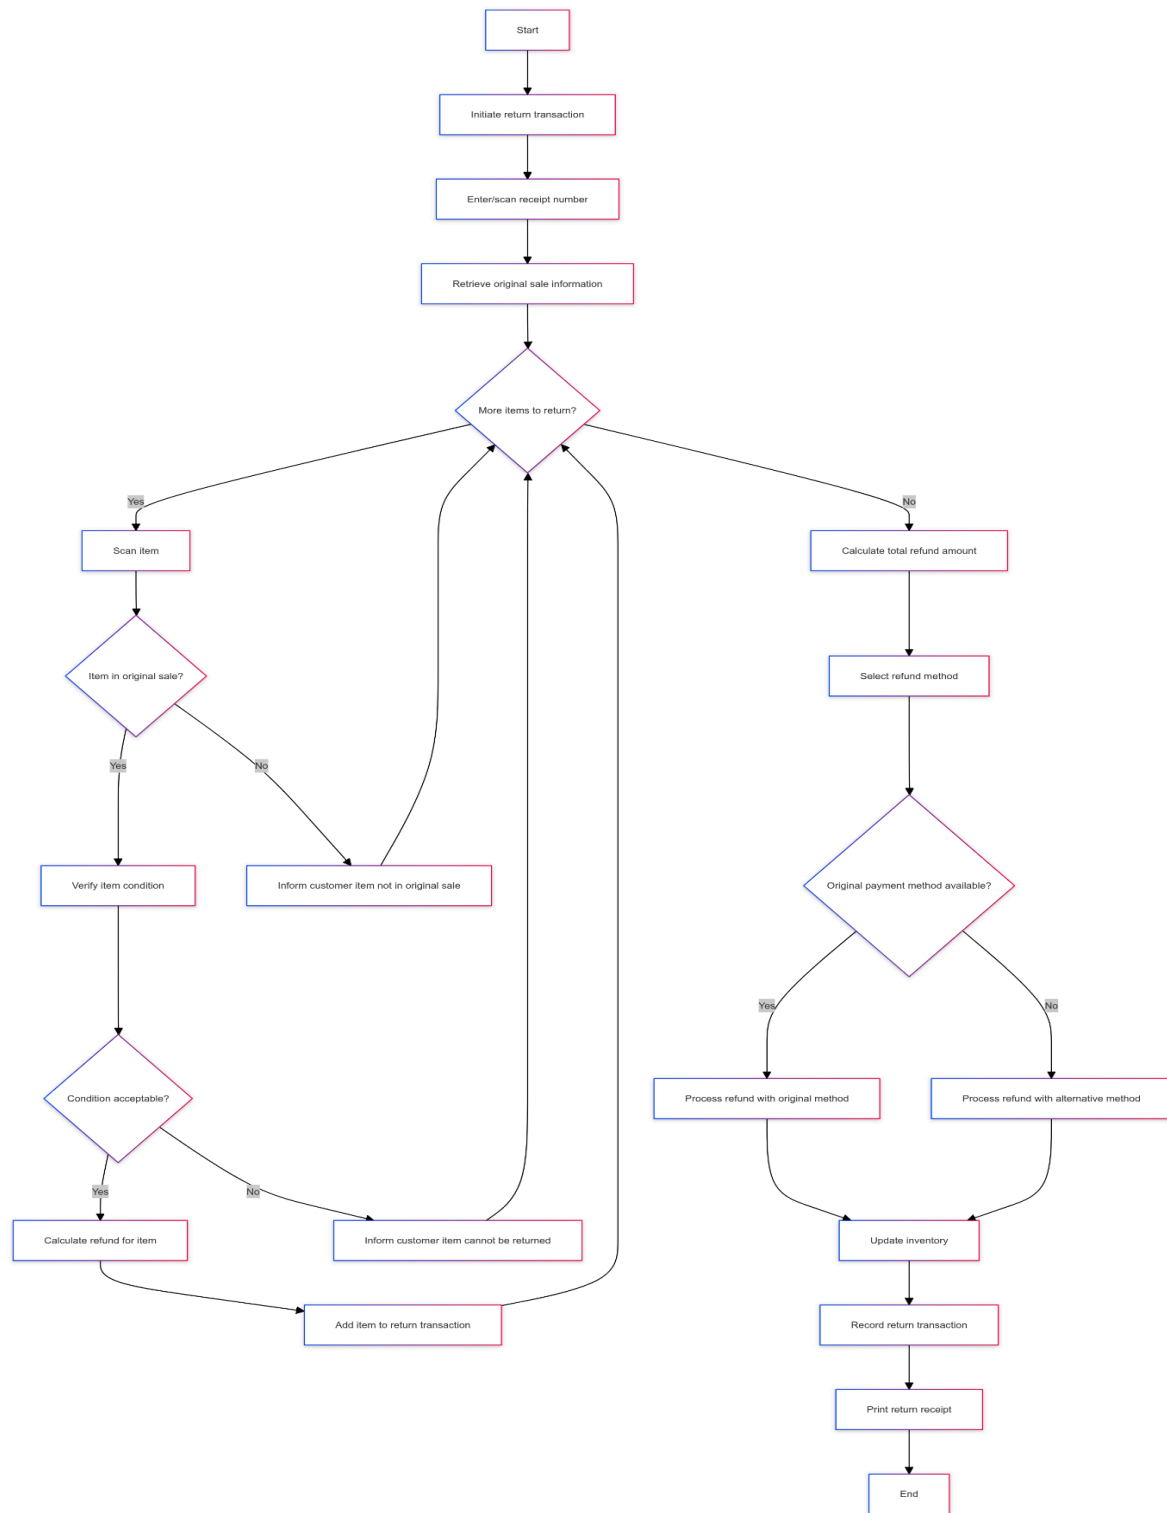 Start
Initiate return transaction
Enter/scan receipt number
Retrieve original sale information
More items to return?
Yes
No
Scan item
Calculate total refund amount
Item in original sale?
Select refund method
Yes
No
Verify item condition
Inform customer item not in original sale
Original payment method available?
Yes
No
Condition acceptable?
Process refund with original method
Process refund with alternative method
Yes
No
Calculate refund for item
Inform customer item cannot be returned
Update inventory
Add item to return transaction
Record return transaction
Print return receipt
End